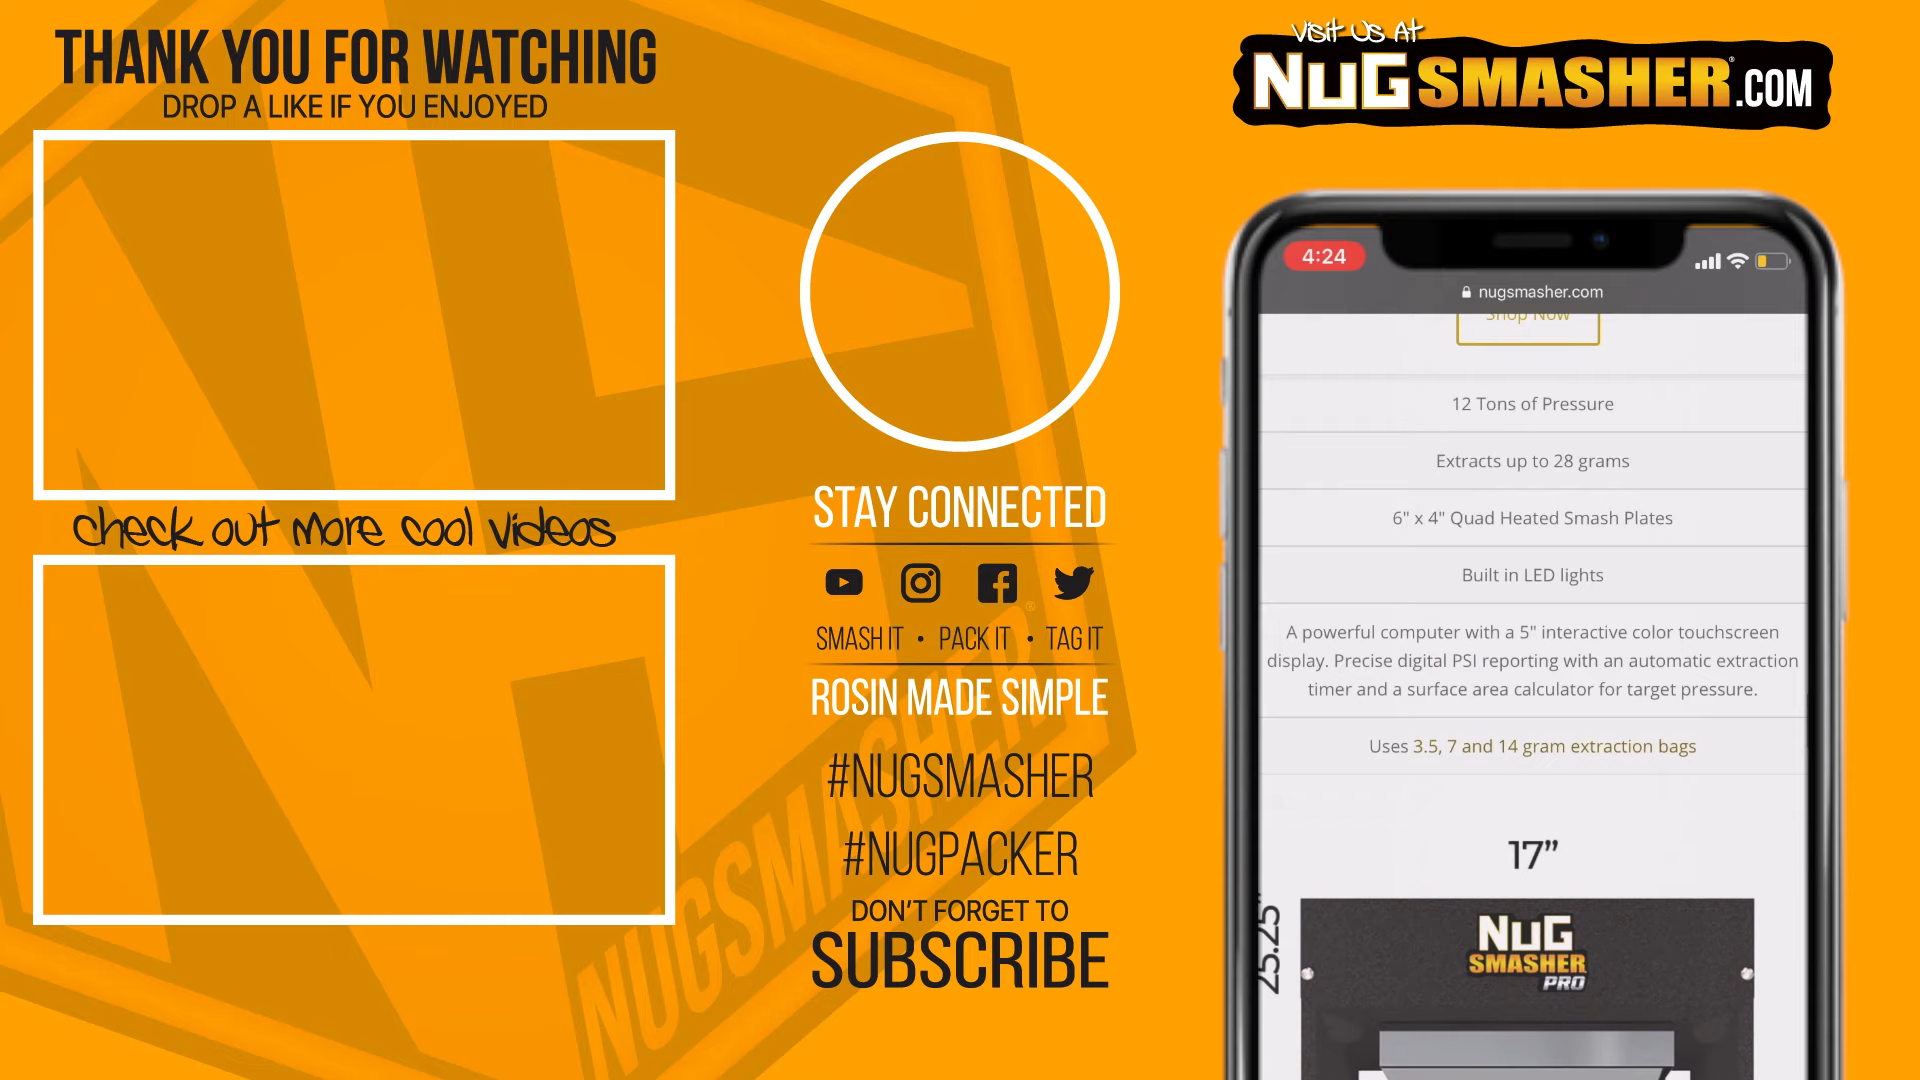 THANK YOU FOR WATCHING
DROP A LIKE IF YOU ENJOYED
check out more cool videos
STAY CONNECTED
®
SMASH IT • PACK IT • TAG IT
ROSIN MADE SIMPLE
#NUGSMASHER
#NUGPACKER
DON'T FORGET TO
SUBSCRIBE
NUGSMASHER
Visit Us At
NUGSMASHER®.COM
4:24
nugsmasher.com
Shop Now
12 Tons of Pressure
Extracts up to 28 grams
6" x 4" Quad Heated Smash Plates
Built in LED lights
A powerful computer with a 5" interactive color touchscreen
display. Precise digital PSI reporting with an automatic extraction
timer and a surface area calculator for target pressure.
Uses 3.5, 7 and 14 gram extraction bags
17”
25.25”
NUG
SMASHER
PRO